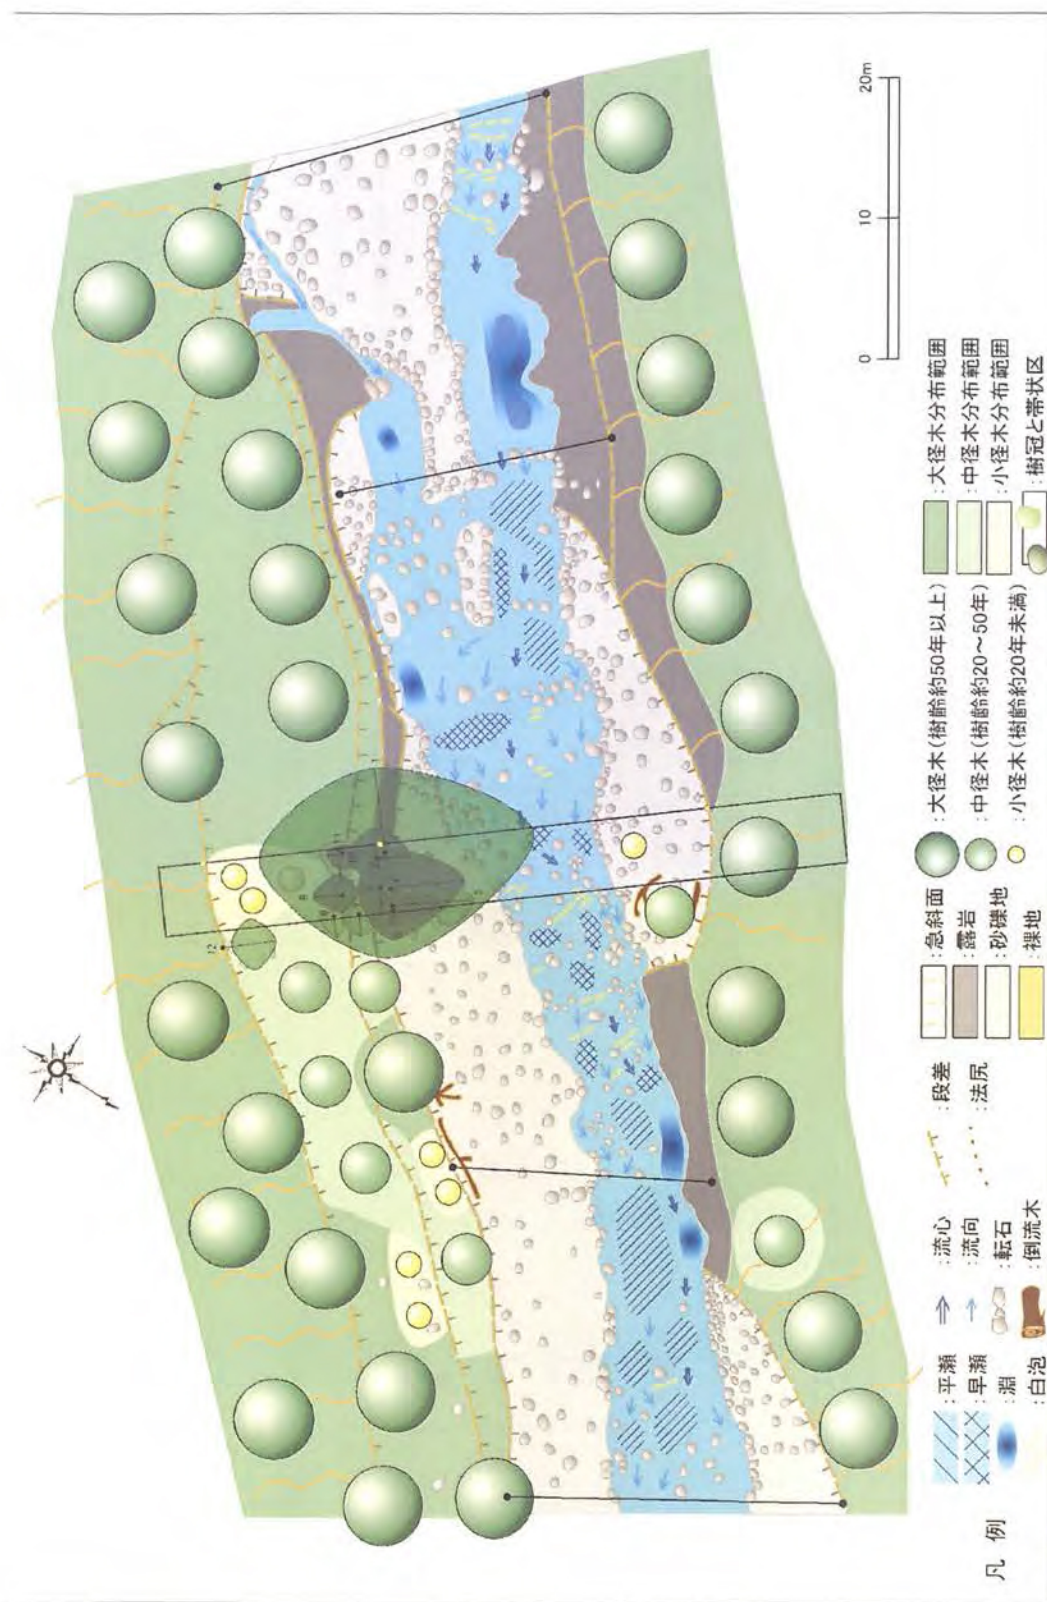 0 10 20m
凡例
:平瀬
:早瀬
:淵
:白泡
:流心
:流向
:転石
:倒流木
:段差
:法尻
:急斜面
:露岩
:砂礫地
:裸地
:大径木(樹齢約50年以上)
:中径木(樹齢約20~50年)
:小径木(樹齢約20年未満)
:大径木分布範囲
:中径木分布範囲
:小径木分布範囲
:樹冠と帯状区
12
8
9
5